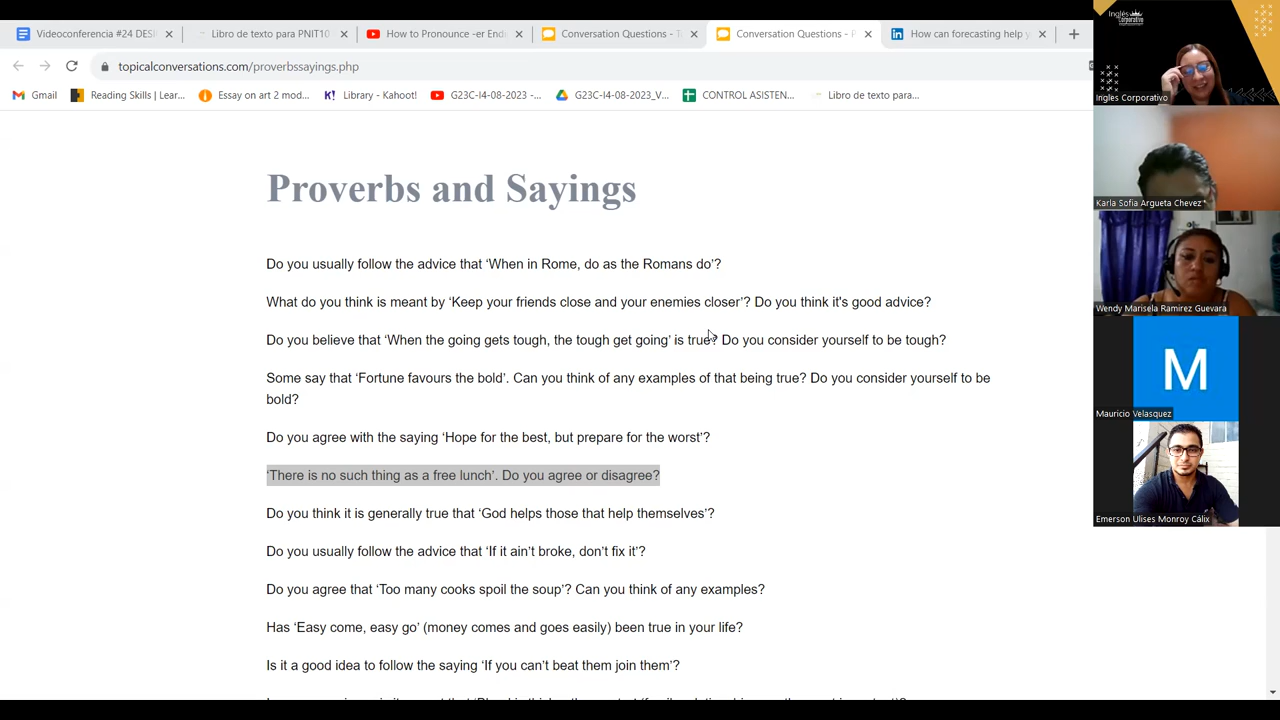 Videoconferencia #24 DESI
Libro de texto para PNIT10
How to Pronounce -er End
Conversation Questions - T
Conversation Questions - P
How can forecasting help y
topicalconversations.com/proverbssayings.php
Gmail
Reading Skills | Lear...
Essay on art 2 mod...
Library - Kahoot!
G23C-I4-08-2023 -...
G23C-I4-08-2023_V...
CONTROL ASISTEN...
Libro de texto para...
Proverbs and Sayings
Do you usually follow the advice that ‘When in Rome, do as the Romans do’?
What do you think is meant by ‘Keep your friends close and your enemies closer’? Do you think it's good advice?
Do you believe that ‘When the going gets tough, the tough get going’ is true? Do you consider yourself to be tough?
Some say that ‘Fortune favours the bold’. Can you think of any examples of that being true? Do you consider yourself to be
bold?
Do you agree with the saying ‘Hope for the best, but prepare for the worst’?
‘There is no such thing as a free lunch’. Do you agree or disagree?
Do you think it is generally true that ‘God helps those that help themselves’?
Do you usually follow the advice that ‘If it ain’t broke, don’t fix it’?
Do you agree that ‘Too many cooks spoil the soup’? Can you think of any examples?
Has ‘Easy come, easy go’ (money comes and goes easily) been true in your life?
Is it a good idea to follow the saying ‘If you can’t beat them join them’?
Inglés
Corporativo
Ingles Corporativo
Karla Sofia Argueta Chevez
Wendy Marisela Ramirez Guevara
M
Mauricio Velasquez
Emerson Ulises Monroy Cálix